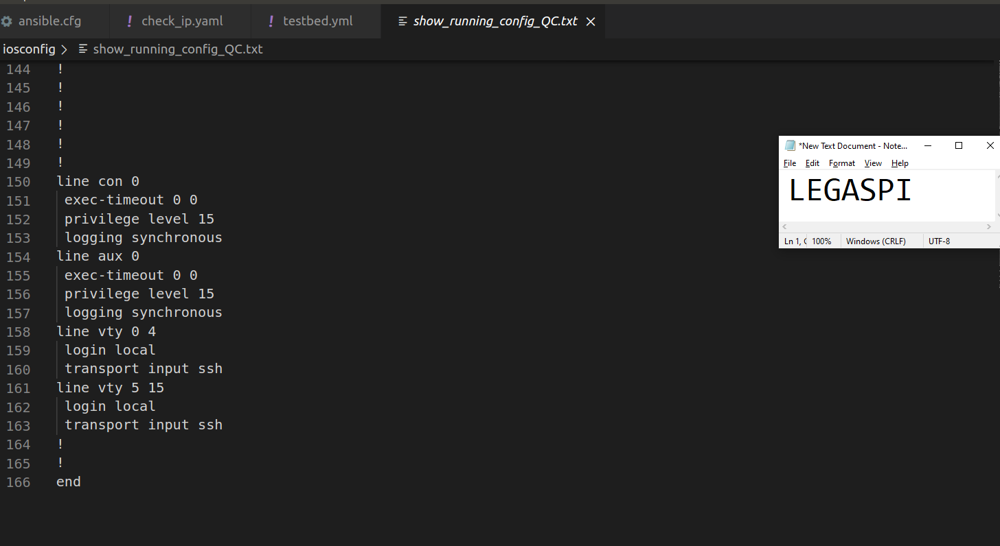 ansible.cfg
! check_ip.yaml
! testbed.yml
show_running_config_QC.txt
iosconfig > show_running_config_QC.txt
144 !
145 !
146 !
147 !
148 !
149 !
150 line con 0
151 exec-timeout 0 0
152 privilege level 15
153 logging synchronous
154 line aux 0
155 exec-timeout 0 0
156 privilege level 15
157 logging synchronous
158 line vty 0 4
159 login local
160 transport input ssh
161 line vty 5 15
162 login local
163 transport input ssh
164 !
165 !
166 end
*New Text Document - Note...
File Edit Format View Help
LEGASPI
Ln 1, 100% Windows (CRLF) UTF-8